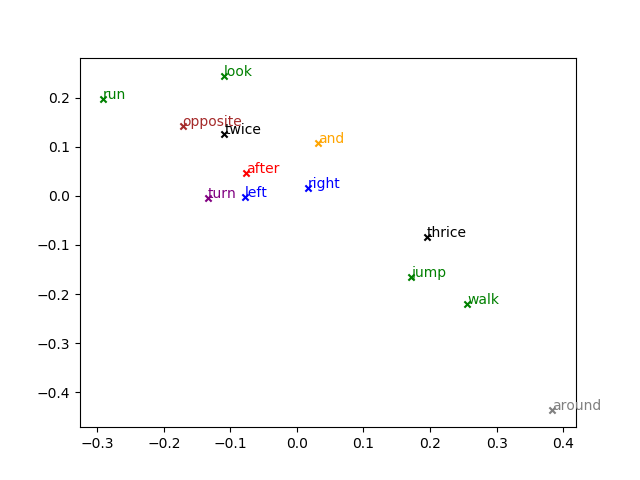 look
run
opposite
twice
and
after
right
turn
left
thrice
jump
walk
around
0.2
0.1
0.0
−0.1
−0.2
−0.3
−0.4
−0.3 −0.2 −0.1 0.0 0.1 0.2 0.3 0.4